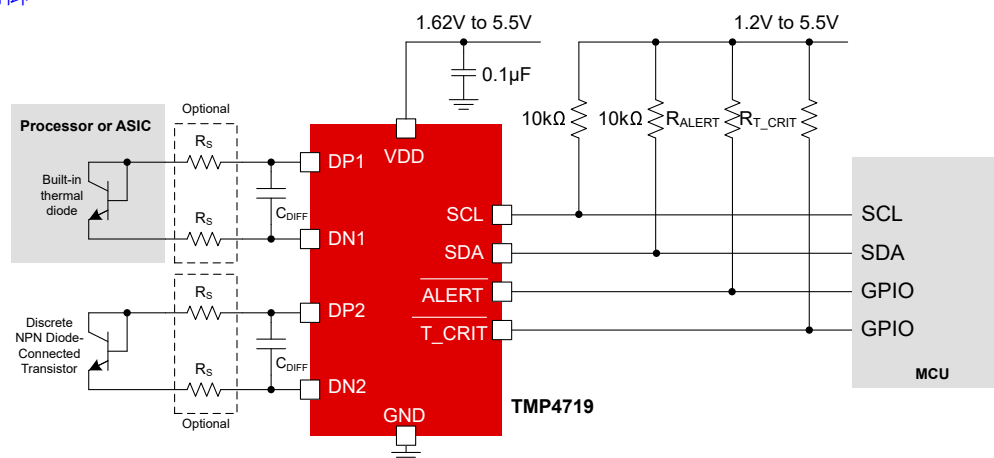 1.62V to 5.5V
1.2V to 5.5V
0.1µF
10kΩ
10kΩ
RALERT
RT_CRIT
Processor or ASIC
Built-in
thermal
diode
Optional
RS
RS
CDIFF
DP1
DN1
VDD
SCL
SDA
ALERT
T_CRIT
SCL
SDA
GPIO
GPIO
MCU
Discrete
NPN Diode-
Connected
Transistor
RS
RS
Optional
CDIFF
DP2
DN2
GND
TMP4719